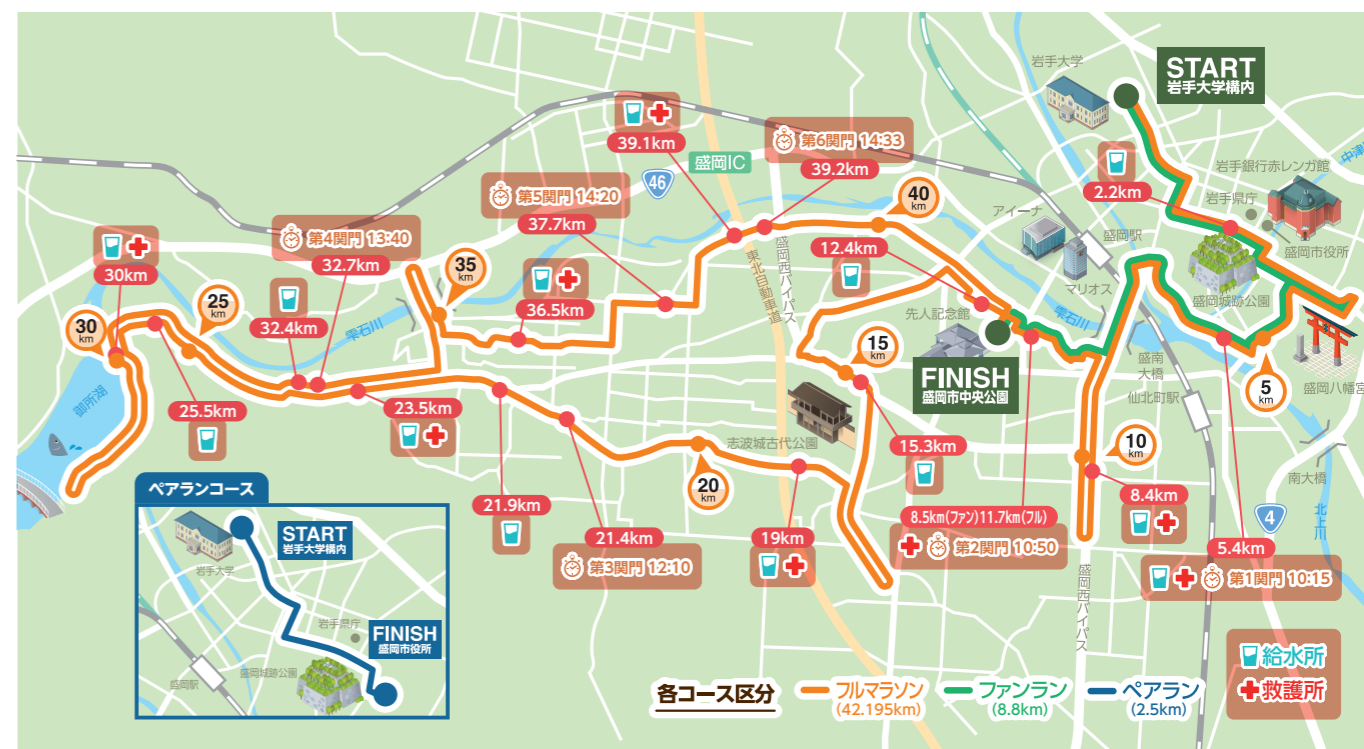 START
岩手大学構内
岩手大学
2.2km
岩手銀行赤レンガ館
岩手県庁
盛岡市役所
盛岡城跡公園
39.1km
盛岡IC
第6関門 14:33
39.2km
46
第5関門 14:20
37.7km
40
km
アイーナ
盛岡駅
マリオス
12.4km
第4関門 13:40
32.7km
30km
35
km
36.5km
東北自動車道
盛岡西バイパス
先人記念館
雫石川
25
km
32.4km
雫石川
30
km
15
km
FINISH
盛岡市中央公園
盛南
大橋
仙北町駅
5
km
盛岡八幡宮
御所湖
25.5km
23.5km
志波城古代公園
15.3km
10
km
南大橋
20
km
21.9km
8.5km(ファン)11.7km(フル)
8.4km
4
北上川
21.4km
第3関門 12:10
19km
第2関門 10:50
5.4km
第1関門 10:15
盛岡西バイパス
ペアランコース
START
岩手大学構内
岩手大学
岩手県庁
FINISH
盛岡市役所
盛岡城跡公園
盛岡駅
給水所
救護所
各コース区分
フルマラソン
(42.195km)
ファンラン
(8.8km)
ペアラン
(2.5km)